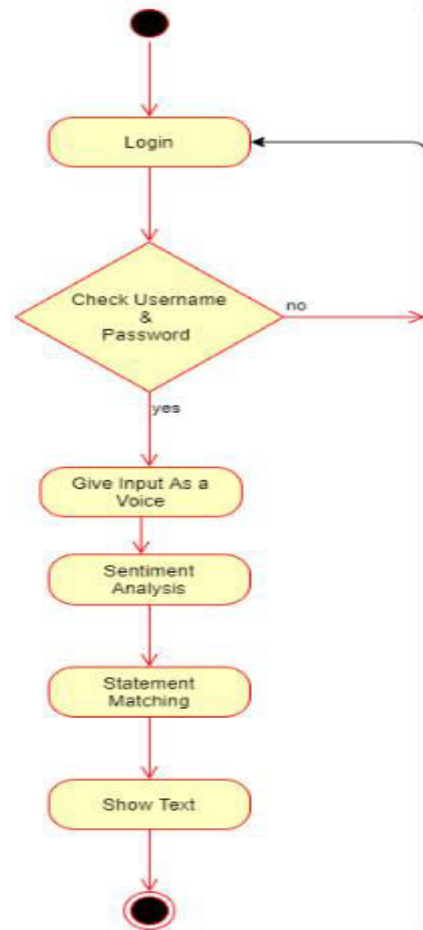 Login
Check Username
&
Password
no
yes
Give Input As a
Voice
Sentiment
Analysis
Statement
Matching
Show Text